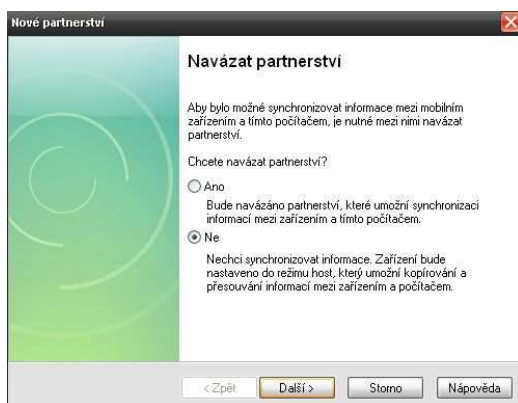 Nové partnerství
Navázat partnerství
Aby bylo možné synchronizovat informace mezi mobilním
zařízením a tímto počítačem, je nutné mezi nimi navázat
partnerství.
Chcete navázat partnerství?
Ano
Bude navázáno partnerství, které umožní synchronizaci
informací mezi zařízením a tímto počítačem.
Ne
Nechci synchronizovat informace. Zařízení bude
nastaveno do režimu host, který umožní kopírování a
přesouvání informací mezi zařízením a počítačem.
< Zpět
Další >
Storno
Nápověda